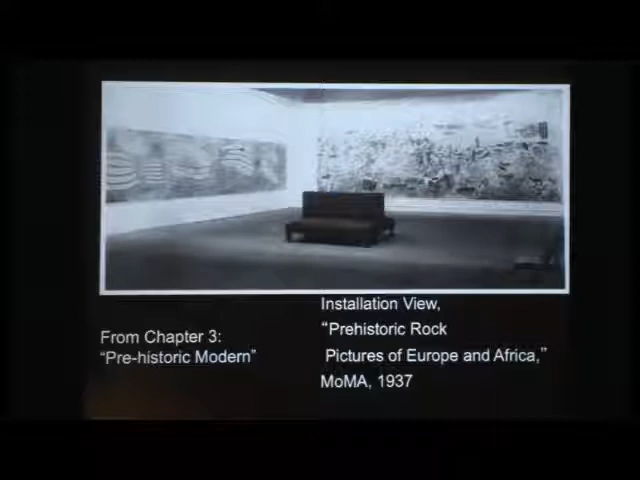 From Chapter 3:
“Pre-historic Modern”
Installation View,
“Prehistoric Rock
Pictures of Europe and Africa,”
MoMA, 1937